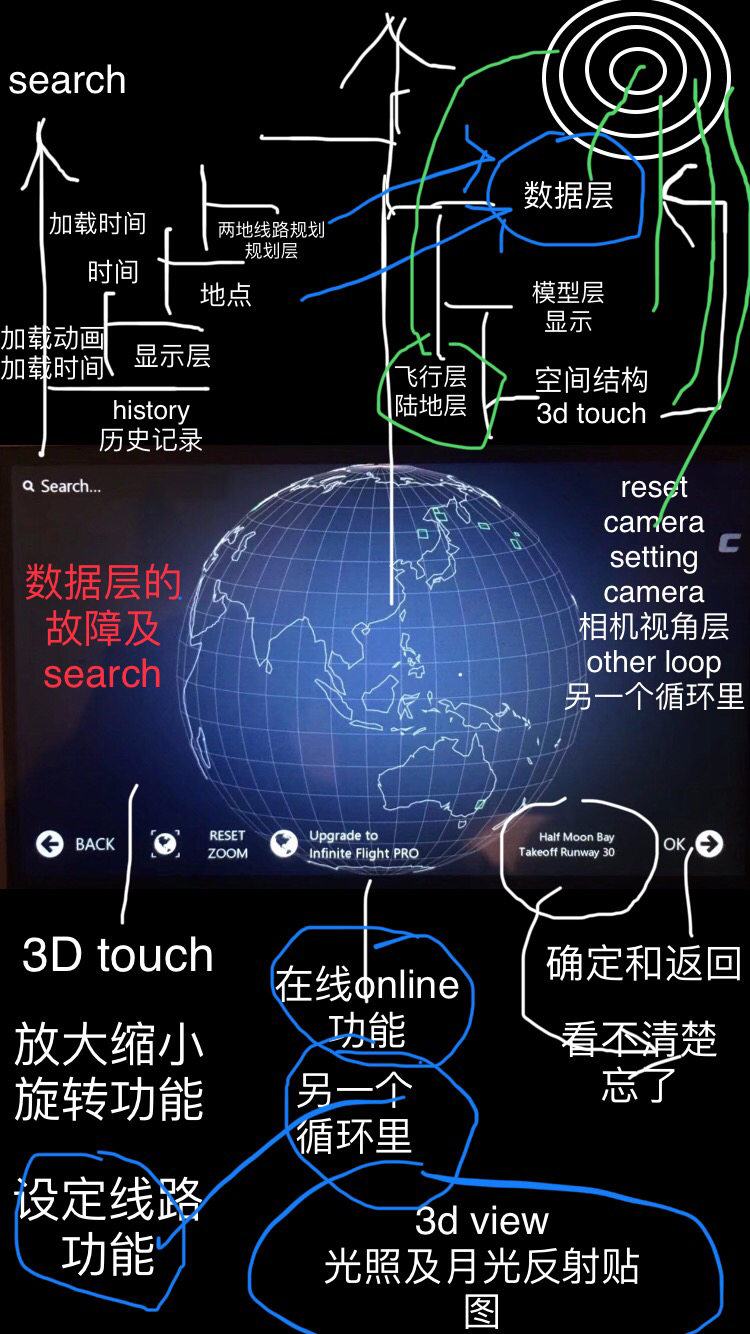 search
数据层
加载时间
两地线路规划
规划层
时间
地点
模型层
显示
加载动画
加载时间
显示层
飞行层
陆地层
空间结构
3d touch
history
历史记录
Search...
reset
camera
setting
camera
相机视角层
other loop
另一个循环里
数据层的
故障及
search
BACK
RESET
ZOOM
Upgrade to
Infinite Flight PRO
Half Moon Bay
Takeoff Runway 30
OK
3D touch
在线online
功能
确定和返回
放大缩小
旋转功能
看不清楚
忘了
另一个
循环里
设定线路
功能
3d view
光照及月光反射贴
图